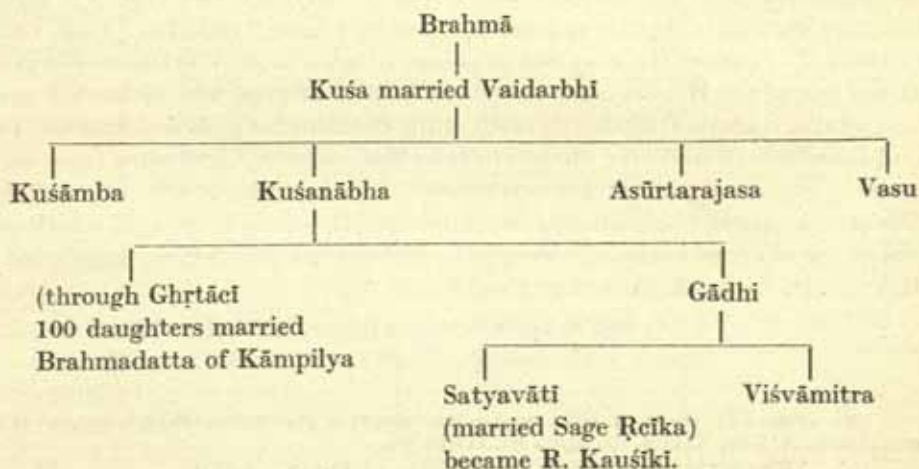 Brahmā
Kuśa married Vaidarbhī
Kuśāmba Kuśanābha Asūrtarajasa Vasu
(through Ghṛtācī Gādhi
100 daughters married
Brahmadatta of Kāmpilya
Satyavātī Viśvāmitra
(married Sage Ṛcīka)
became R. Kauśīkī.